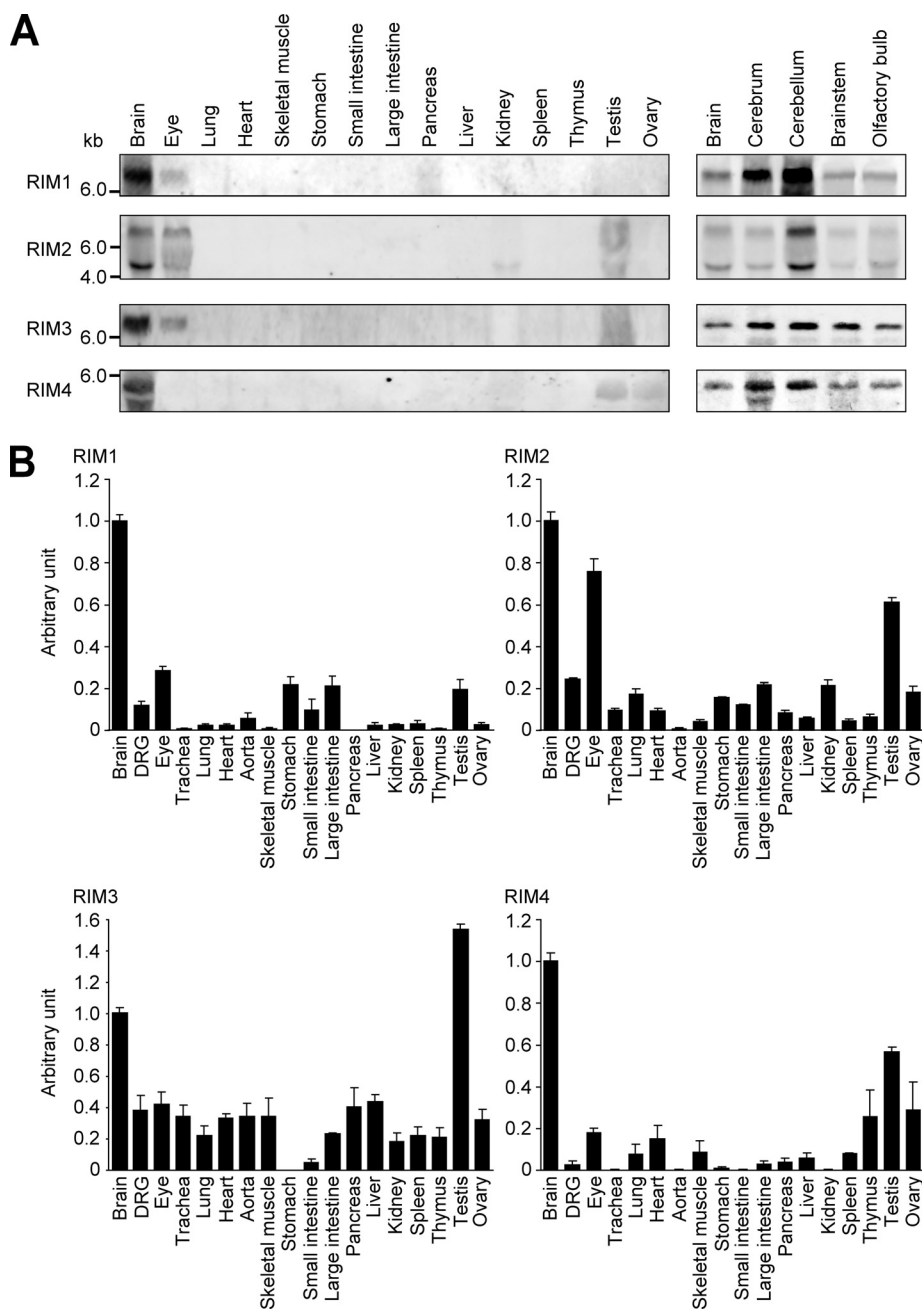 A
kb
Brain Eye Lung Heart Skeletal muscle Stomach Small intestine Large intestine Pancreas Liver Kidney Spleen Thymus Testis Ovary
Brain Cerebrum Cerebellum Brainstem Olfactory bulb
RIM1
6.0
RIM2
6.0
4.0
RIM3
6.0
RIM4
6.0
B
RIM1
Arbitrary unit
1.2
1.0
0.8
0.6
0.4
0.2
0
Brain DRG Eye Trachea Lung Heart Aorta Skeletal muscle Stomach Small intestine Large intestine Pancreas Liver Kidney Spleen Thymus Testis Ovary
RIM2
1.2
1.0
0.8
0.6
0.4
0.2
0
Brain DRG Eye Trachea Lung Heart Aorta Skeletal muscle Stomach Small intestine Large intestine Pancreas Liver Kidney Spleen Thymus Testis Ovary
RIM3
Arbitrary unit
1.6
1.4
1.2
1.0
0.8
0.6
0.4
0.2
0
Brain DRG Eye Trachea Lung Heart Aorta Skeletal muscle Stomach Small intestine Large intestine Pancreas Liver Kidney Spleen Thymus Testis Ovary
RIM4
1.2
1.0
0.8
0.6
0.4
0.2
0
Brain DRG Eye Trachea Lung Heart Aorta Skeletal muscle Stomach Small intestine Large intestine Pancreas Liver Kidney Spleen Thymus Testis Ovary